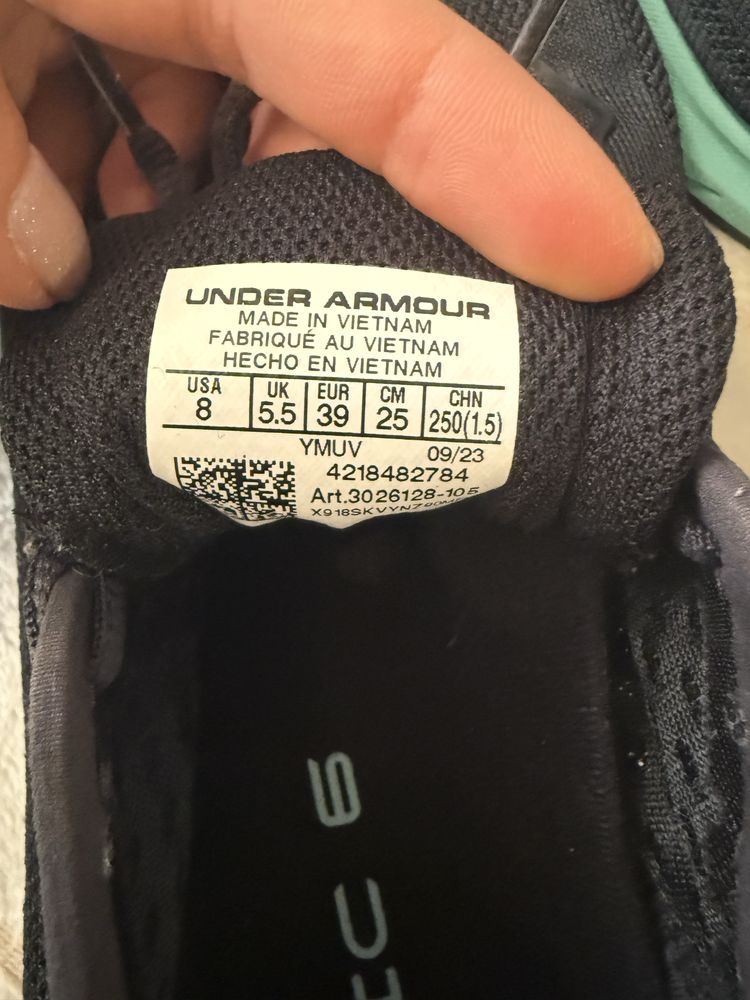 UNDER ARMOUR
MADE IN VIETNAM
FABRIQUÉ AU VIETNAM
HECHO EN VIETNAM
USA UK EUR CM CHN
8 5.5 39 25 250(1.5)
YMUV 09/23
4218482784
Art.3026128-105